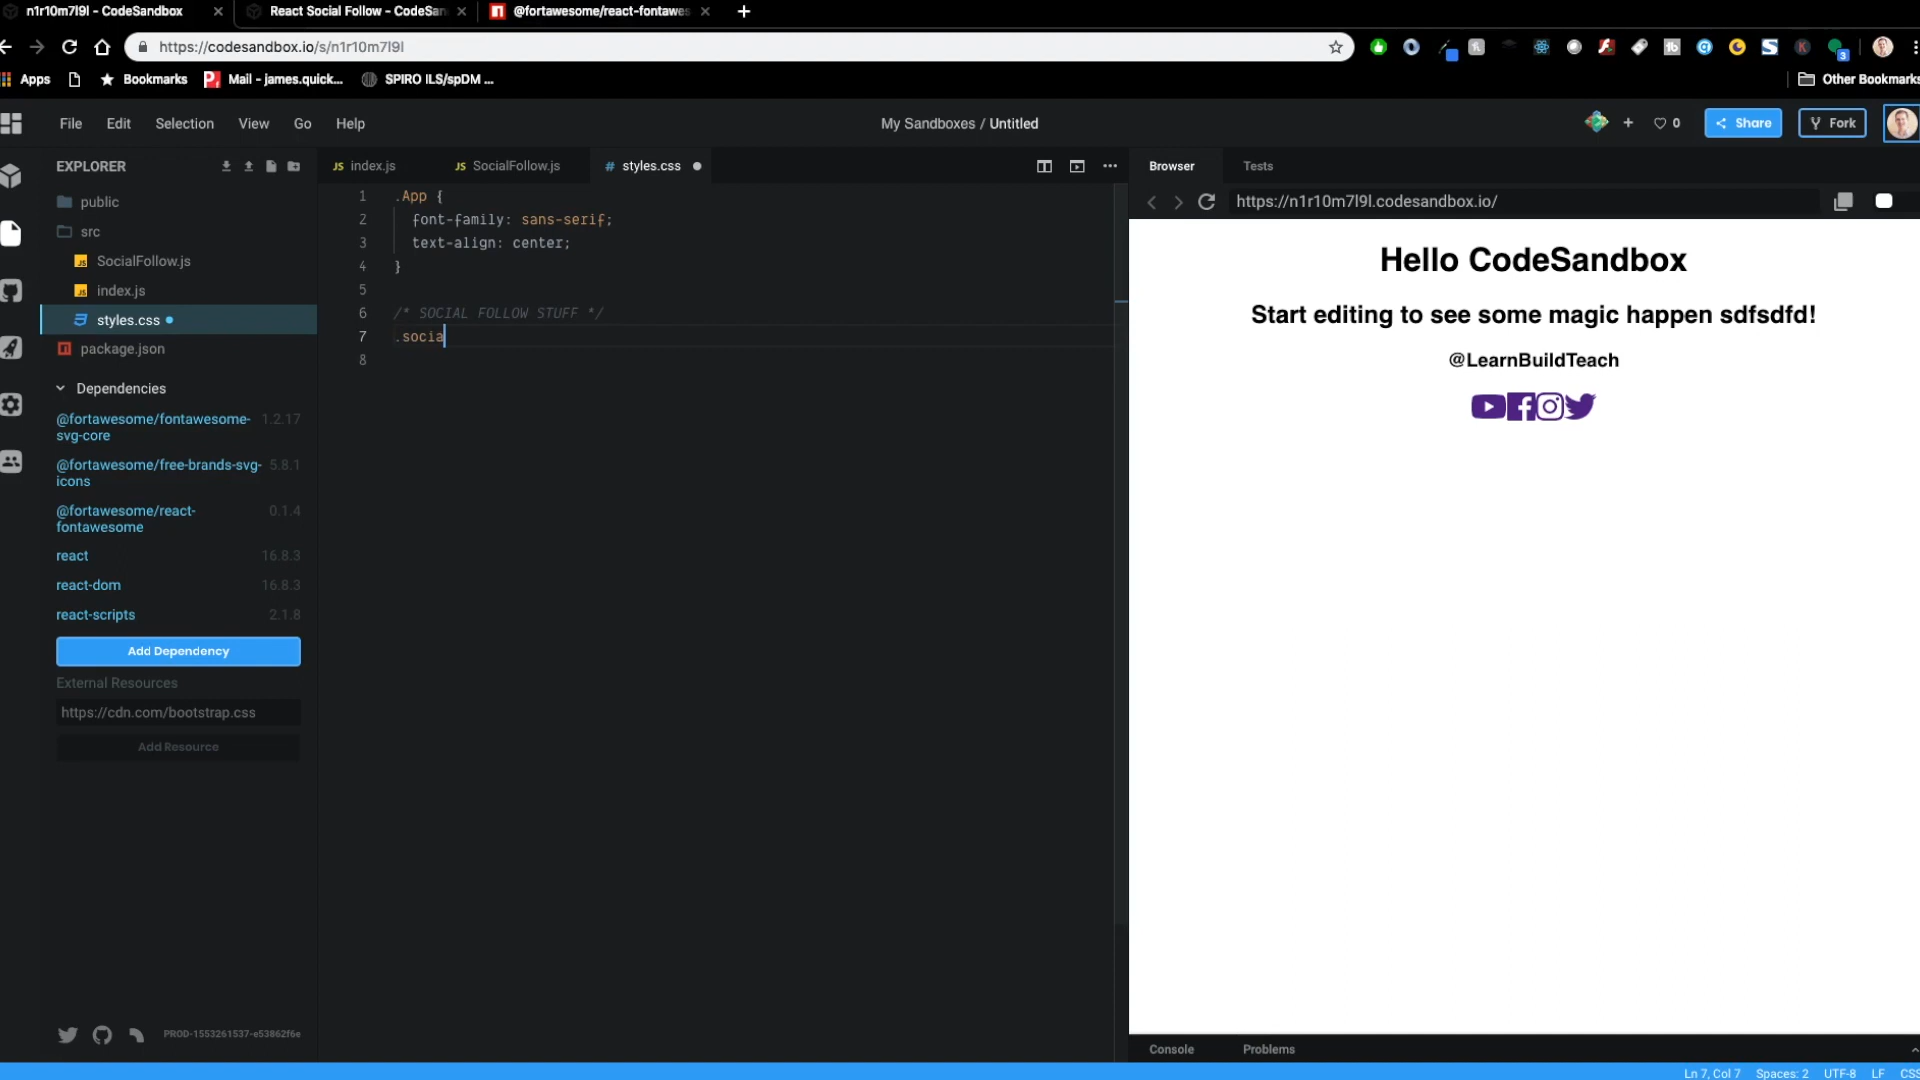 n1r10m7l9l - CodeSandbox
React Social Follow - CodeSan
@fortawesome/react-fontawes
https://codesandbox.io/s/n1r10m7l9l
Apps
Bookmarks
Mail - james.quick...
SPIRO ILS/spDM ...
Other Bookmarks
File Edit Selection View Go Help
My Sandboxes / Untitled
0
Share
Fork
EXPLORER
public
src
SocialFollow.js
index.js
styles.css
package.json
Dependencies
@fortawesome/fontawesome-
svg-core
1.2.17
@fortawesome/free-brands-svg-
icons
5.8.1
@fortawesome/react-
fontawesome
0.1.4
react 16.8.3
react-dom 16.8.3
react-scripts 2.1.8
Add Dependency
External Resources
https://cdn.com/bootstrap.css
Add Resource
PROD-1553261537-e53862f6e
JS index.js
JS SocialFollow.js
# styles.css
1 .App {
2 font-family: sans-serif;
3 text-align: center;
4 }
5
6 /* SOCIAL FOLLOW STUFF */
7 .socia
8
Browser Tests
https://n1r10m7l9l.codesandbox.io/
Hello CodeSandbox
Start editing to see some magic happen sdfsdfd!
@LearnBuildTeach
Console Problems
Ln 7, Col 7 Spaces: 2 UTF-8 LF CSS